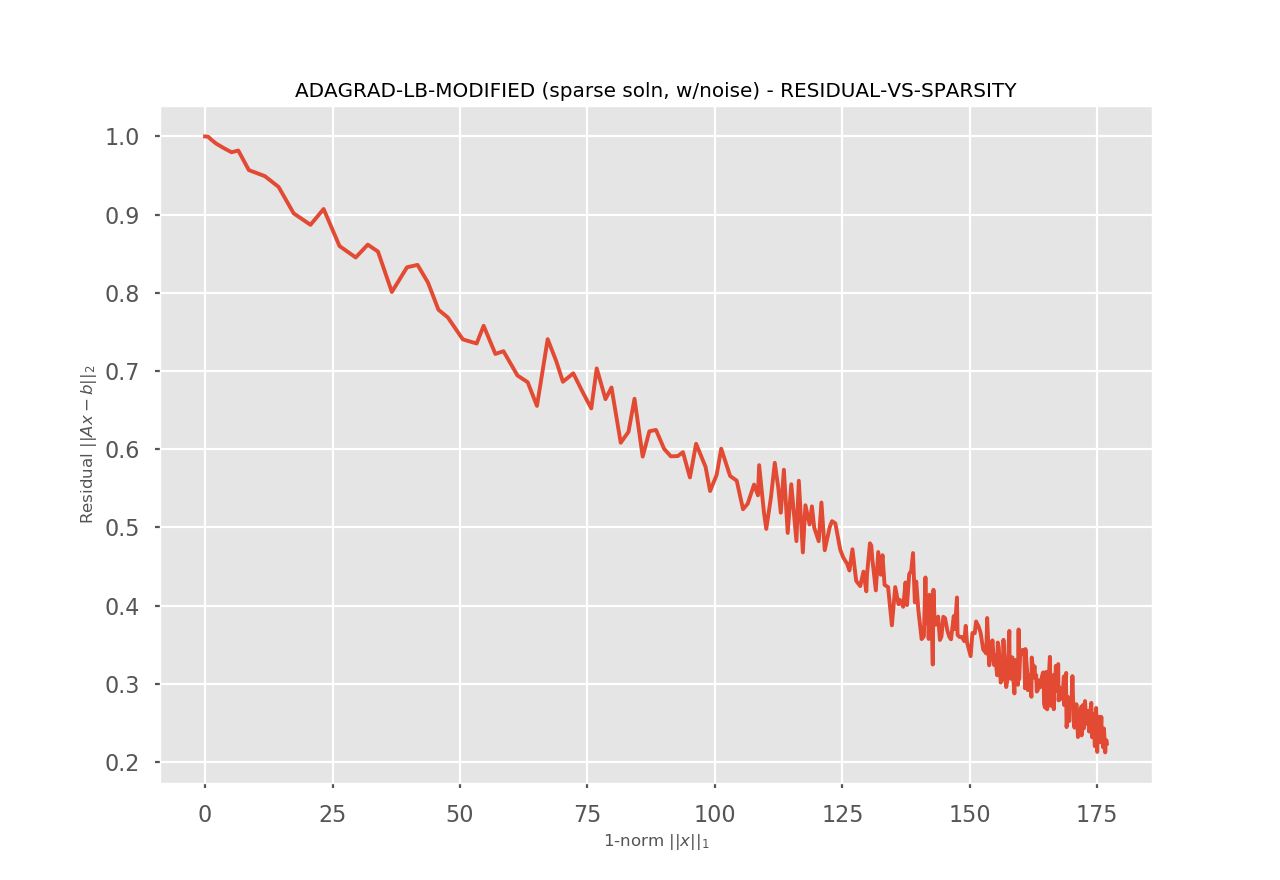 ADAGRAD-LB-MODIFIED (sparse soln, w/noise) - RESIDUAL-VS-SPARSITY
1.0
0.9
0.8
0.7
0.6
0.5
0.4
0.3
0.2
Residual ||Ax − b||₂
0 25 50 75 100 125 150 175
1-norm ||x||₁